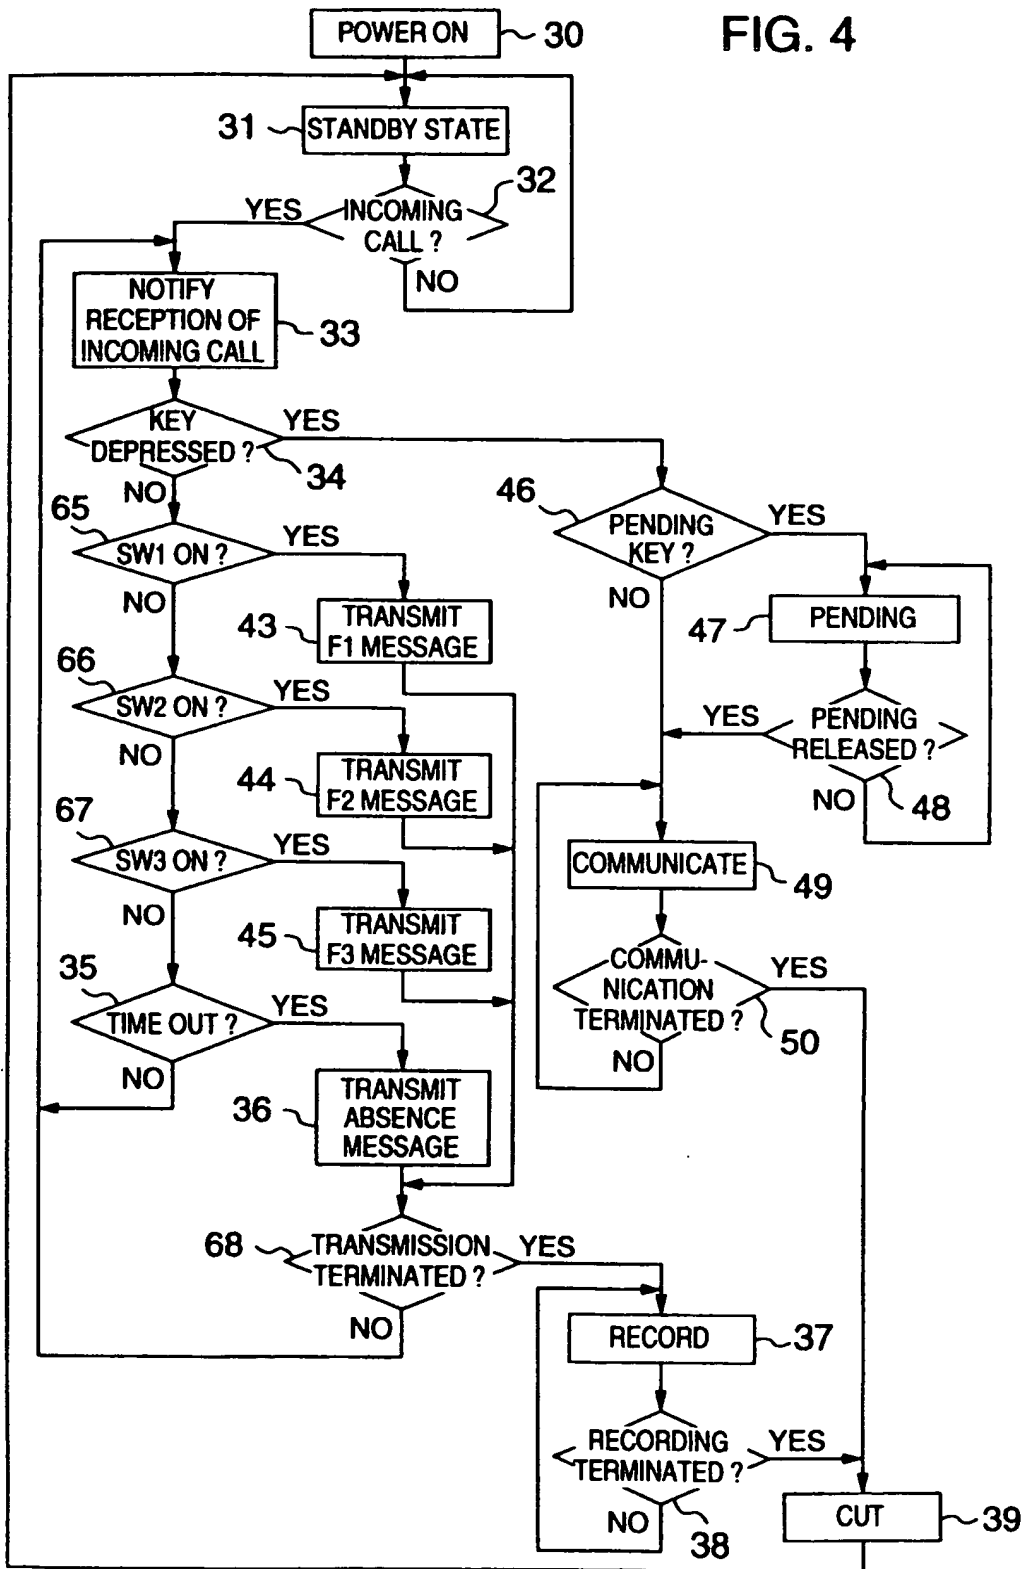 FIG. 4
POWER ON
30
31
STANDBY STATE
32
INCOMING
CALL ?
YES
NO
NOTIFY
RECEPTION OF
INCOMING CALL
33
KEY
DEPRESSED ?
YES
34
NO
46
PENDING
KEY ?
YES
NO
65
SW1 ON ?
YES
NO
43
TRANSMIT
F1 MESSAGE
47
PENDING
66
SW2 ON ?
YES
NO
YES
PENDING
RELEASED ?
NO
48
44
TRANSMIT
F2 MESSAGE
67
SW3 ON ?
YES
NO
COMMUNICATE
49
45
TRANSMIT
F3 MESSAGE
COMMU-
NICATION
TERMINATED ?
YES
50
NO
35
TIME OUT ?
YES
NO
36
TRANSMIT
ABSENCE
MESSAGE
68
TRANSMISSION
TERMINATED ?
YES
NO
RECORD
37
RECORDING
TERMINATED ?
YES
NO
38
CUT
39